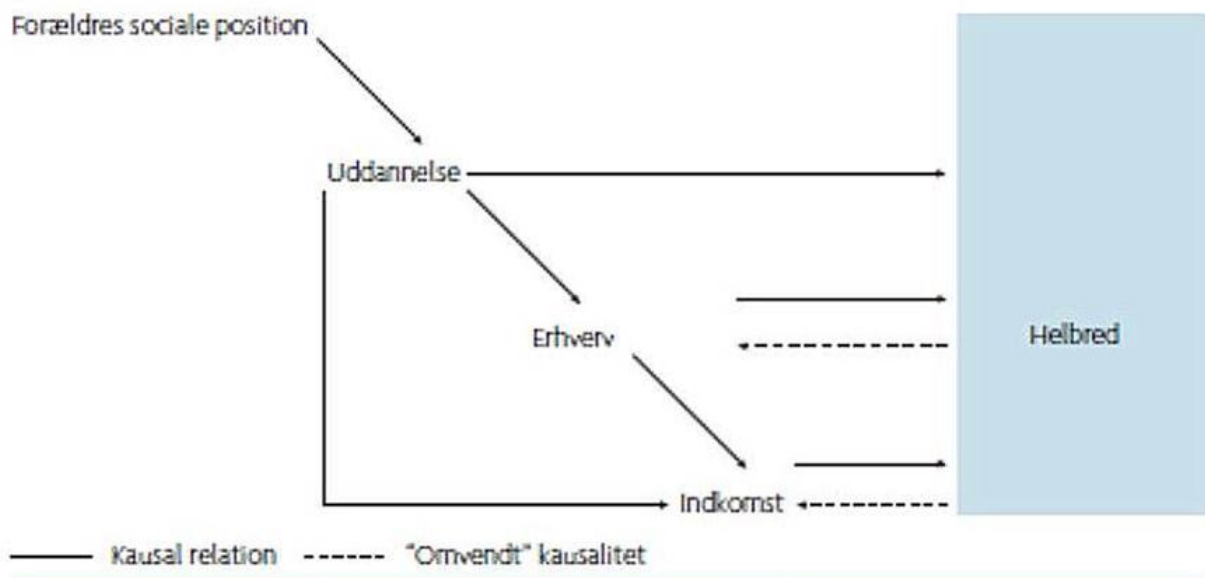 Forældres sociale position
Uddannelse
Erhverv
Helbred
Indkomst
Kausal relation
"Omvendt" kausalitet